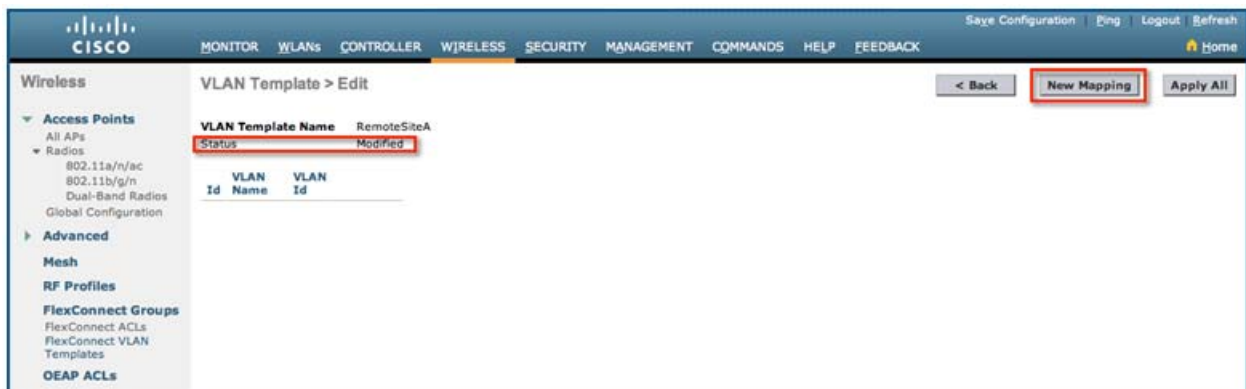 Save Configuration | Ping | Logout | Refresh
CISCO
MONITOR WLANs CONTROLLER WIRELESS SECURITY MANAGEMENT COMMANDS HELP FEEDBACK
Home
Wireless
VLAN Template > Edit
< Back
New Mapping
Apply All
Access Points
All APs
Radios
802.11a/n/ac
802.11b/g/n
Dual-Band Radios
Global Configuration
Advanced
Mesh
RF Profiles
FlexConnect Groups
FlexConnect ACLs
FlexConnect VLAN
Templates
OEAP ACLs
VLAN Template Name RemoteSiteA
Status Modified
VLAN VLAN
Id Name Id